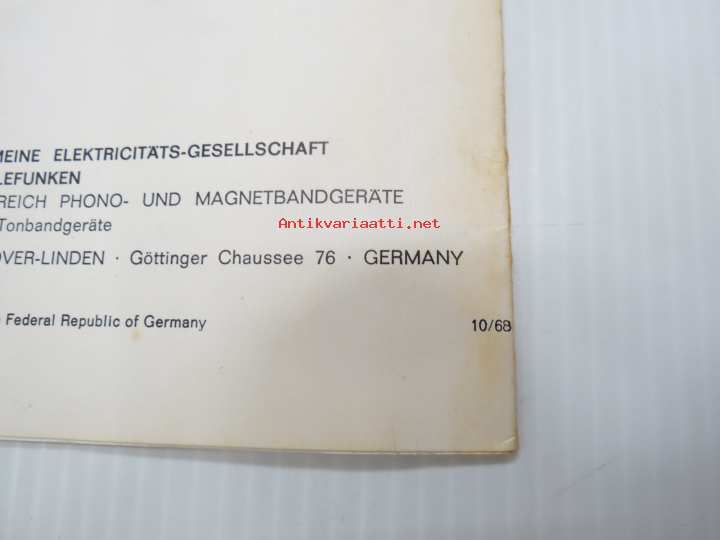 MEINE ELEKTRICITÄTS-GESELLSCHAFT
LEFUNKEN
REICH PHONO- UND MAGNETBANDGERÄTE
Antikvariaatti.net
Tonbandgeräte
OVER-LINDEN · Göttinger Chaussee 76 · GERMANY
Federal Republic of Germany
10/68